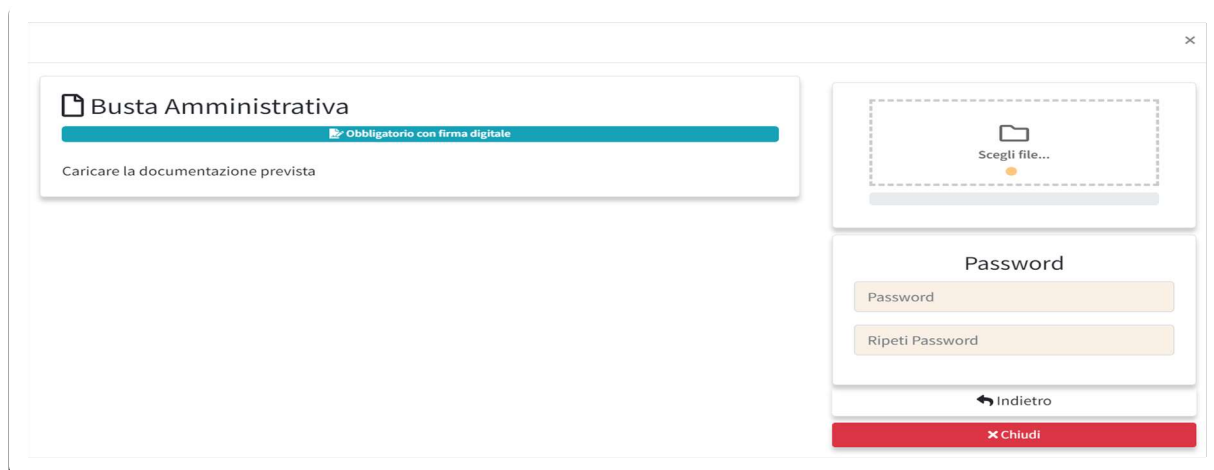 ×
Busta Amministrativa
Obbligatorio con firma digitale
Caricare la documentazione prevista
Scegli file...
Password
Password
Ripeti Password
Indietro
Chiudi